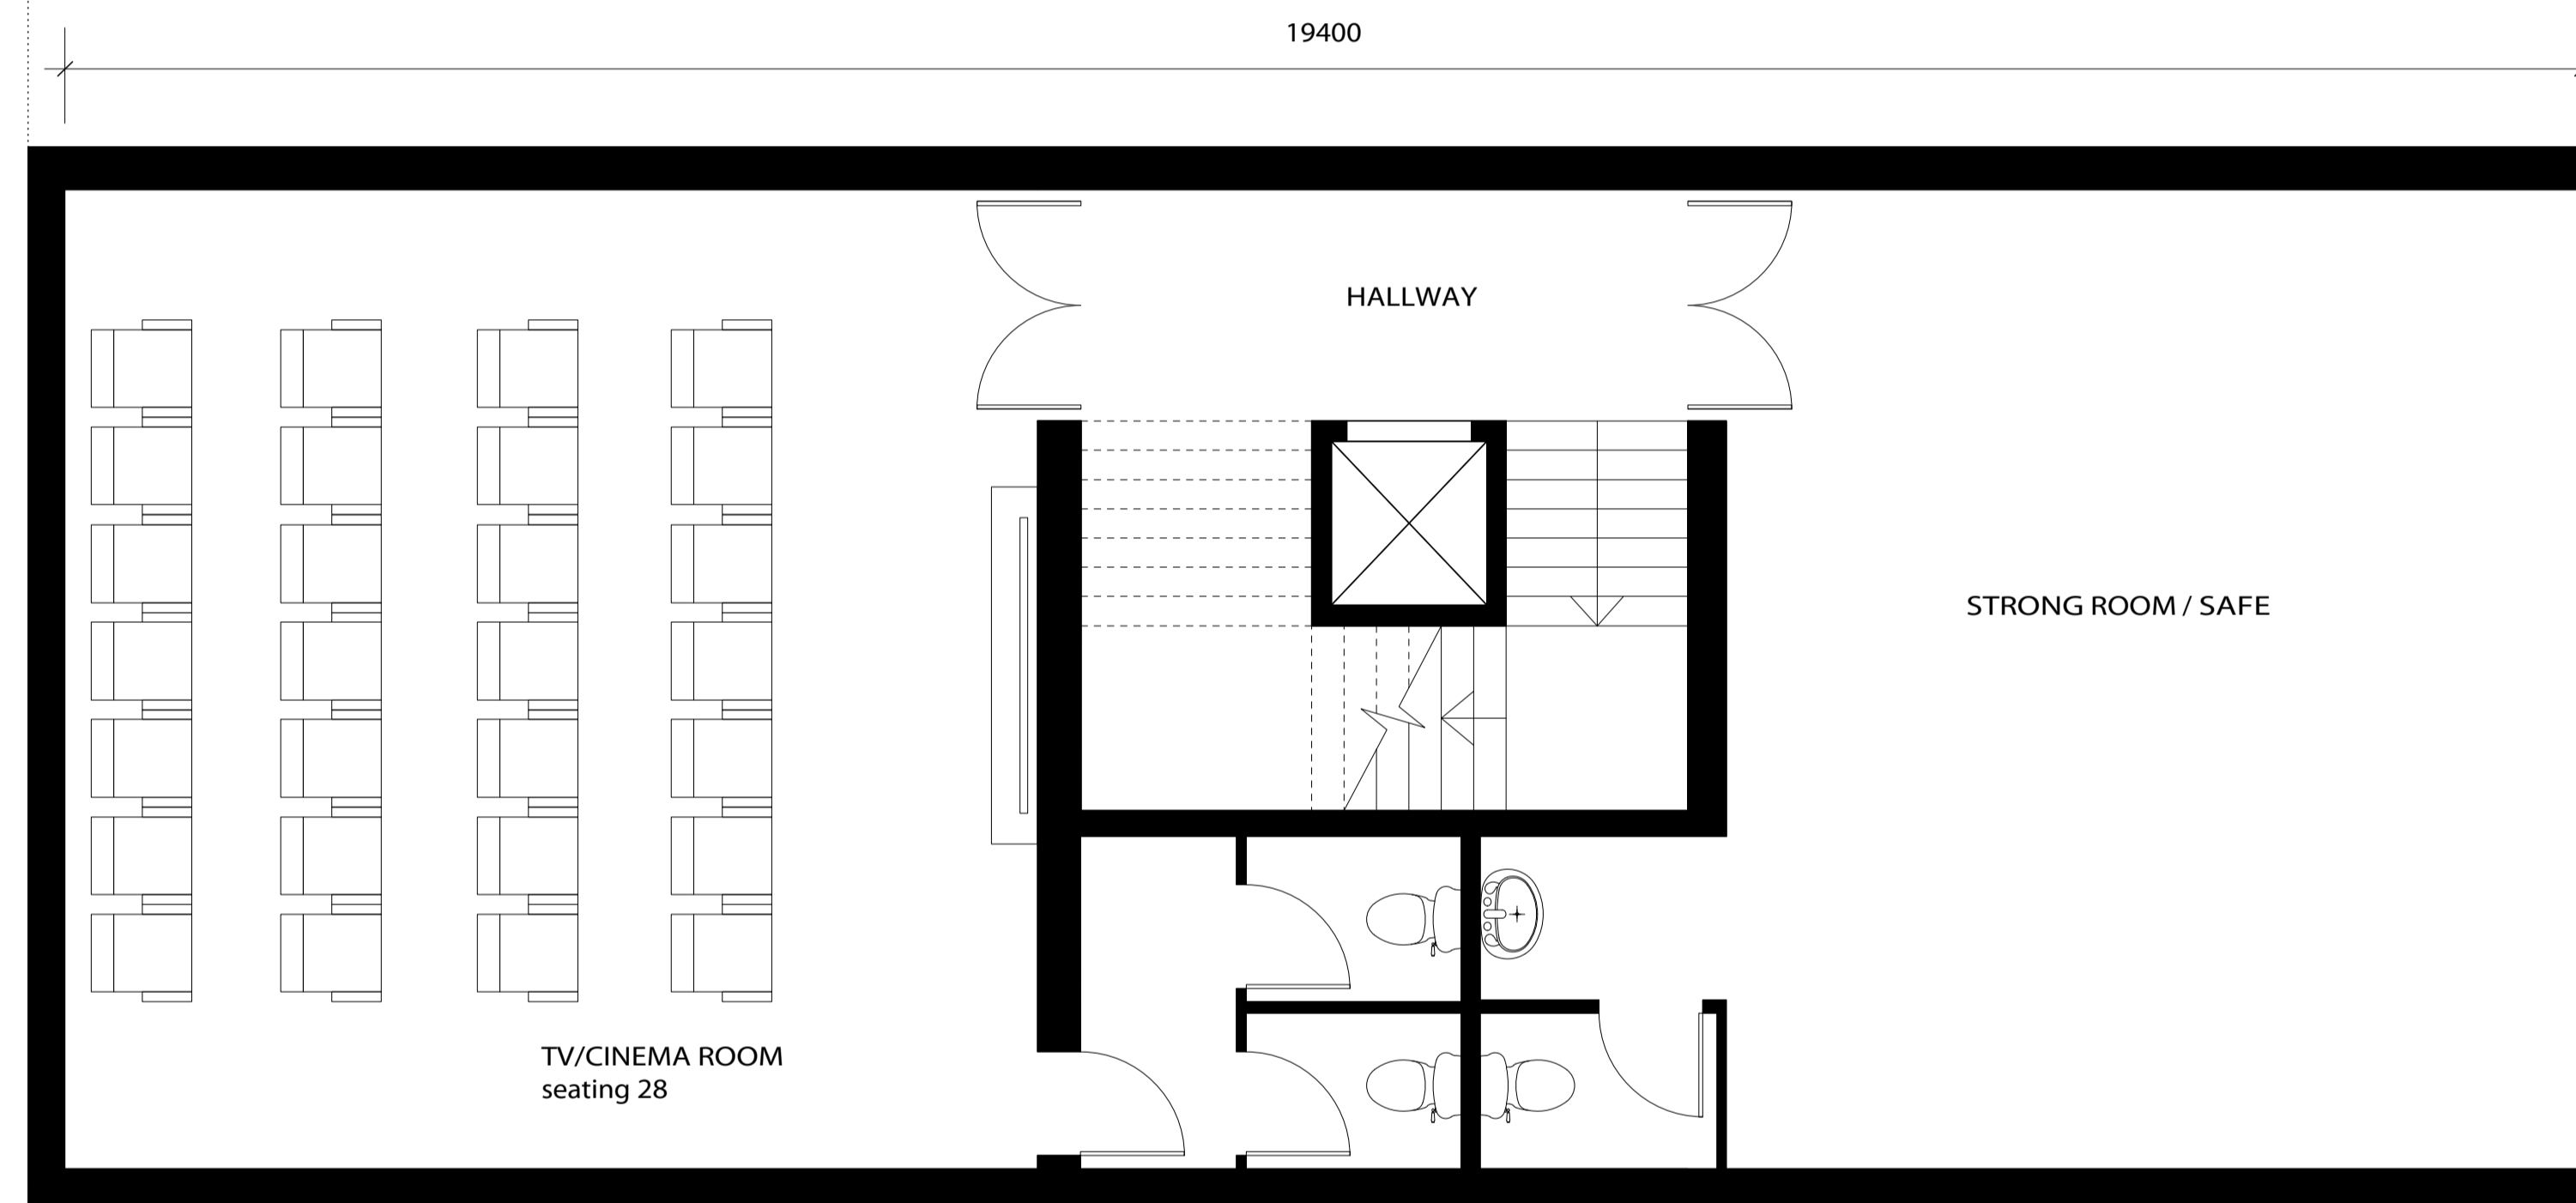 19400
HALLWAY
STRONG ROOM / SAFE
TV/CINEMA ROOM
seating 28